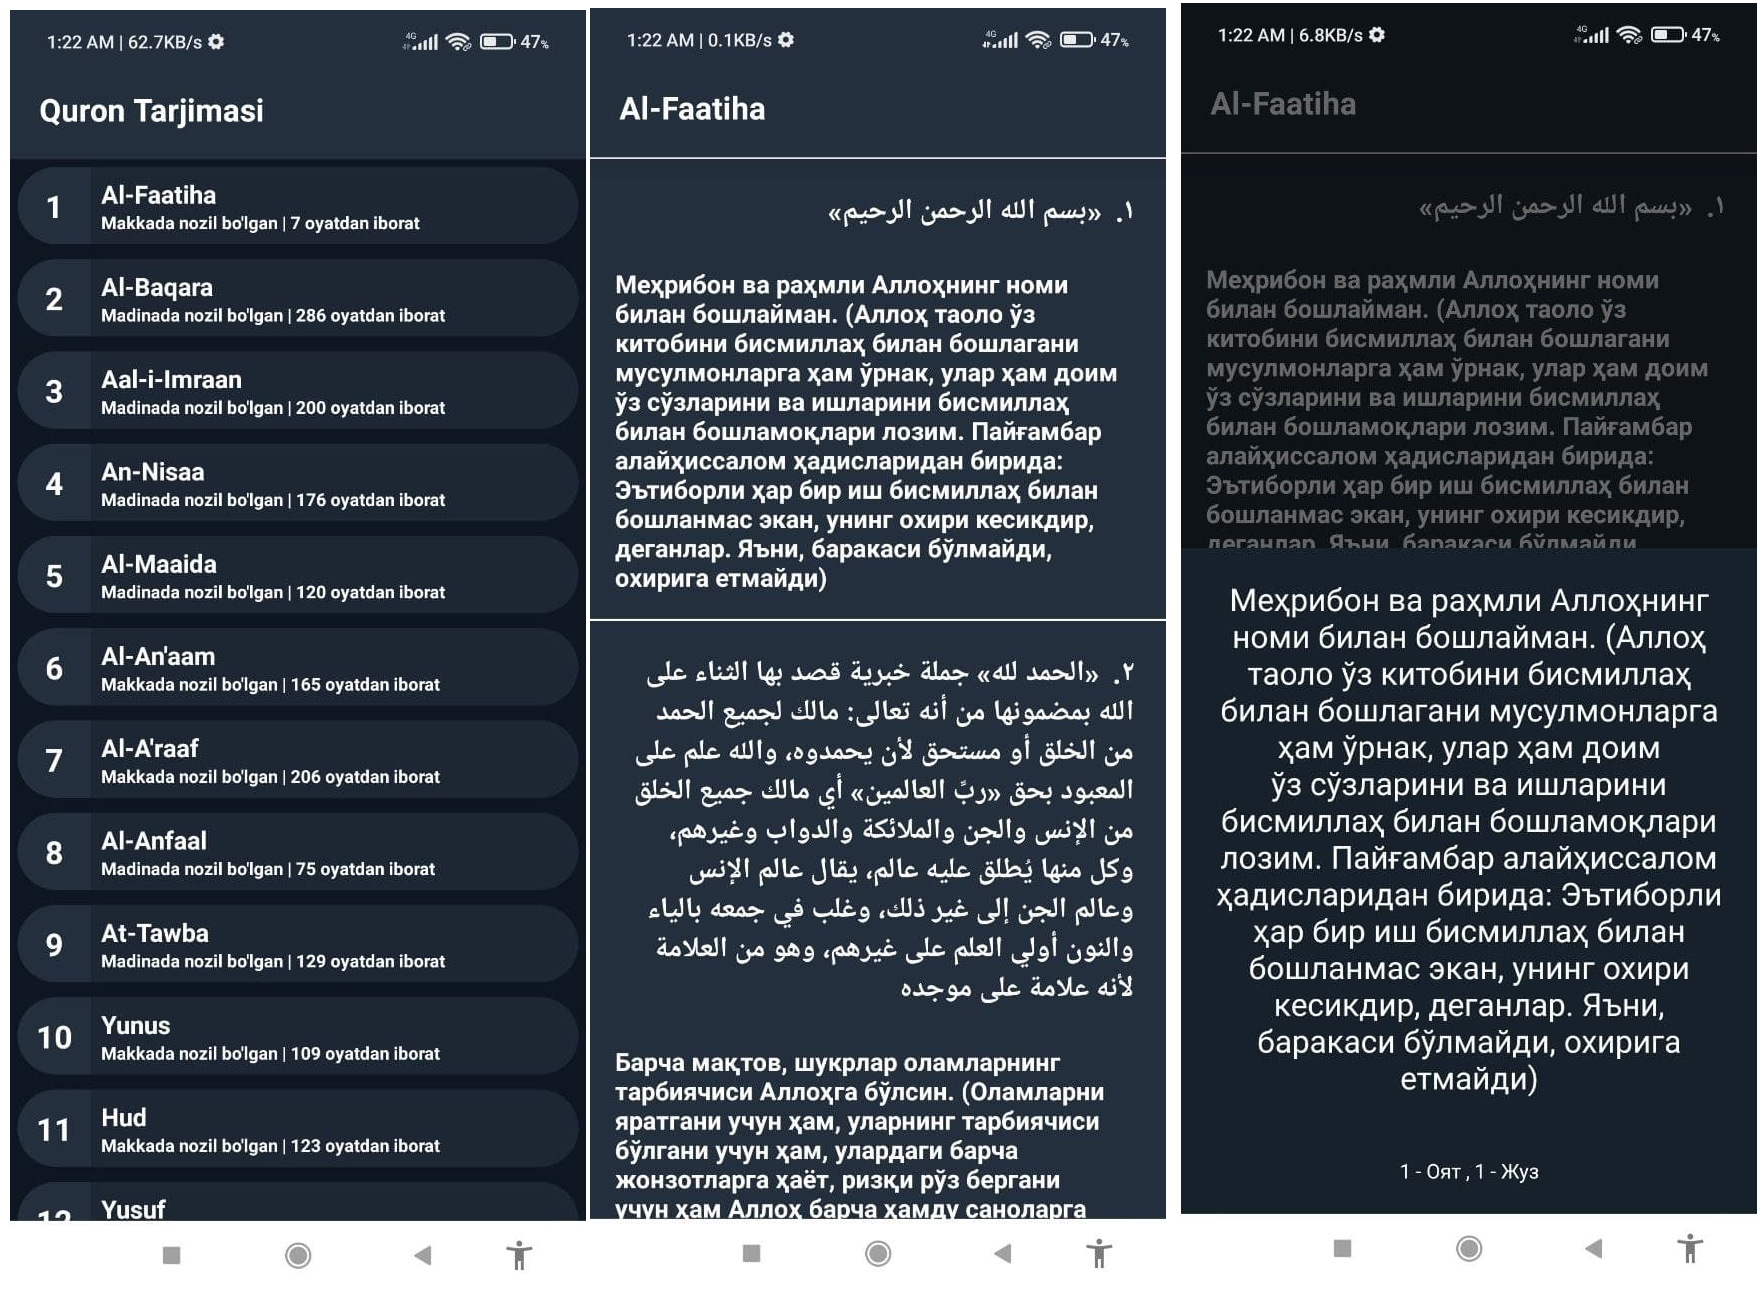 1:22 AM | 62.7KB/s
4G
47%
Quron Tarjimasi
1
Al-Faatiha
Makkada nozil bo'lgan | 7 oyatdan iborat
2
Al-Baqara
Madinada nozil bo'lgan | 286 oyatdan iborat
3
Aal-i-Imraan
Madinada nozil bo'lgan | 200 oyatdan iborat
4
An-Nisaa
Madinada nozil bo'lgan | 176 oyatdan iborat
5
Al-Maaida
Madinada nozil bo'lgan | 120 oyatdan iborat
6
Al-An'aam
Makkada nozil bo'lgan | 165 oyatdan iborat
7
Al-A'raaf
Makkada nozil bo'lgan | 206 oyatdan iborat
8
Al-Anfaal
Madinada nozil bo'lgan | 75 oyatdan iborat
9
At-Tawba
Madinada nozil bo'lgan | 129 oyatdan iborat
10
Yunus
Makkada nozil bo'lgan | 109 oyatdan iborat
11
Hud
Makkada nozil bo'lgan | 123 oyatdan iborat
12
Yusuf
1:22 AM | 0.1KB/s
4G
47%
Al-Faatiha
١. «بسم الله الرحمن الرحيم»
Меҳрибон ва раҳмли Аллоҳнинг номи
билан бошлайман. (Аллоҳ таоло ўз
китобини бисмиллаҳ билан бошлагани
мусулмонларга ҳам ўрнак, улар ҳам доим
ўз сўзларини ва ишларини бисмиллаҳ
билан бошламоқлари лозим. Пайғамбар
алайҳиссалом ҳадисларидан бирида:
Эътиборли ҳар бир иш бисмиллаҳ билан
бошланмас экан, унинг охири кесикдир,
деганлар. Яъни, баракаси бўлмайди,
охирига етмайди)
٢. «الحمد لله» جملة خبرية قصد بها الثناء على
الله بمضمونها من أنه تعالى: مالك لجميع الحمد
من الخلق أو مستحق لأن يحمدوه، والله علم على
المعبود بحق «ربِّ العالمين» أي مالك جميع الخلق
من الإنس والجن والملائكة والدواب وغيرهم،
وكل منها يُطلق عليه عالم، يقال عالم الإنس
وعالم الجن إلى غير ذلك، وغلب في جمعه بالياء
والنون أولي العلم على غيرهم، وهو من العلامة
لأنه علامة على موجده
Барча мақтов, шукрлар оламларнинг
тарбиячиси Аллоҳга бўлсин. (Оламларни
яратгани учун ҳам, уларнинг тарбиячиси
бўлгани учун ҳам, улардаги барча
жонзотларга ҳаёт, ризқи рўз бергани
учун ҳам Аллоҳ барча ҳамду саноларга
1:22 AM | 6.8KB/s
4G
47%
Al-Faatiha
١. «بسم الله الرحمن الرحيم»
Меҳрибон ва раҳмли Аллоҳнинг номи
билан бошлайман. (Аллоҳ таоло ўз
китобини бисмиллаҳ билан бошлагани
мусулмонларга ҳам ўрнак, улар ҳам доим
ўз сўзларини ва ишларини бисмиллаҳ
билан бошламоқлари лозим. Пайғамбар
алайҳиссалом ҳадисларидан бирида:
Эътиборли ҳар бир иш бисмиллаҳ билан
бошланмас экан, унинг охири кесикдир,
деганлар. Яъни, баракаси бўлмайди,
Меҳрибон ва раҳмли Аллоҳнинг
номи билан бошлайман. (Аллоҳ
таоло ўз китобини бисмиллаҳ
билан бошлагани мусулмонларга
ҳам ўрнак, улар ҳам доим
ўз сўзларини ва ишларини
бисмиллаҳ билан бошламоқлари
лозим. Пайғамбар алайҳиссалом
ҳадисларидан бирида: Эътиборли
ҳар бир иш бисмиллаҳ билан
бошланмас экан, унинг охири
кесикдир, деганлар. Яъни,
баракаси бўлмайди, охирига
етмайди)
1 - Оят , 1 - Жуз